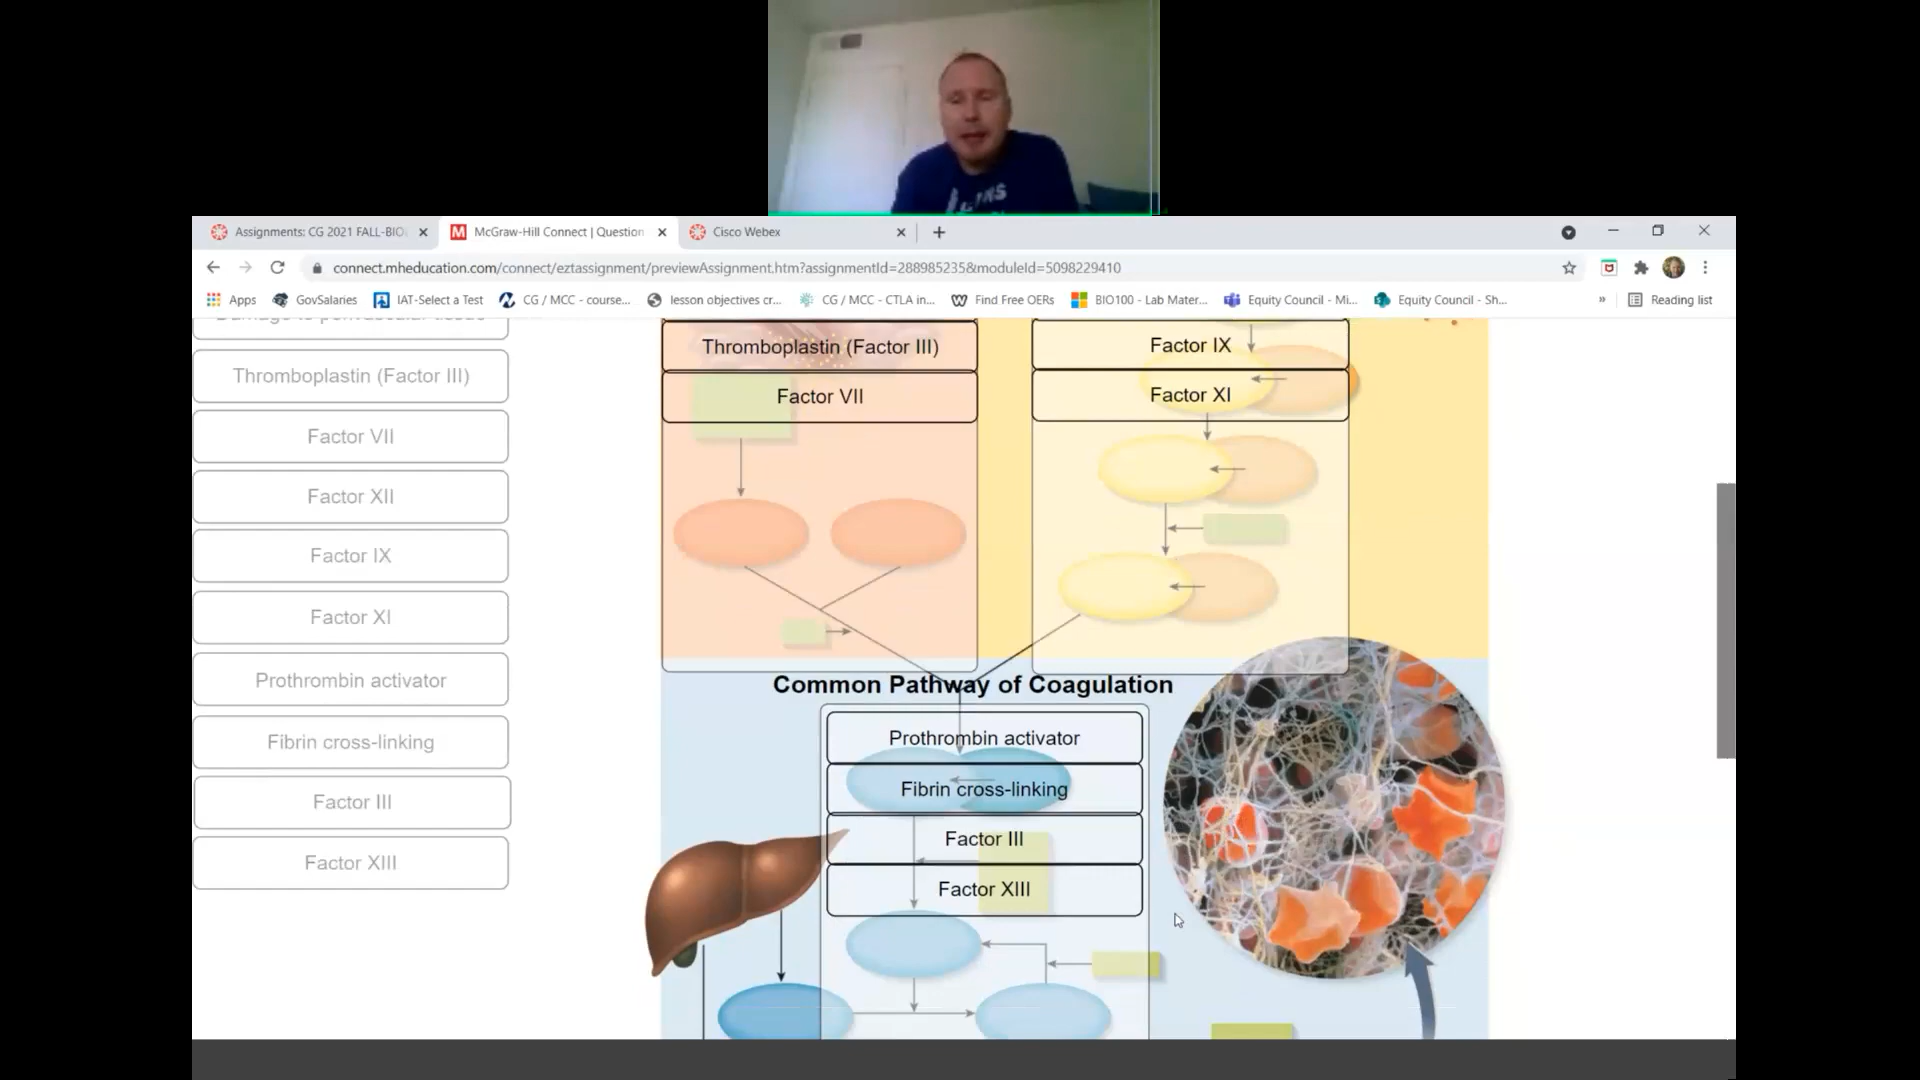 Assignments: CG 2021 FALL-BIO
McGraw-Hill Connect | Question
Cisco Webex
connect.mheducation.com/connect/eztassignment/previewAssignment.htm?assignmentId=288985235&moduleId=5098229410
Apps
GovSalaries
IAT-Select a Test
CG / MCC - course...
lesson objectives cr...
CG / MCC - CTLA in...
Find Free OERs
BIO100 - Lab Mater...
Equity Council - Mi...
Equity Council - Sh...
»
Reading list
Thromboplastin (Factor III)
Factor VII
Factor XII
Factor IX
Factor XI
Prothrombin activator
Fibrin cross-linking
Factor III
Factor XIII
Thromboplastin (Factor III)
Factor VII
Factor IX
Factor XI
Common Pathway of Coagulation
Prothrombin activator
Fibrin cross-linking
Factor III
Factor XIII